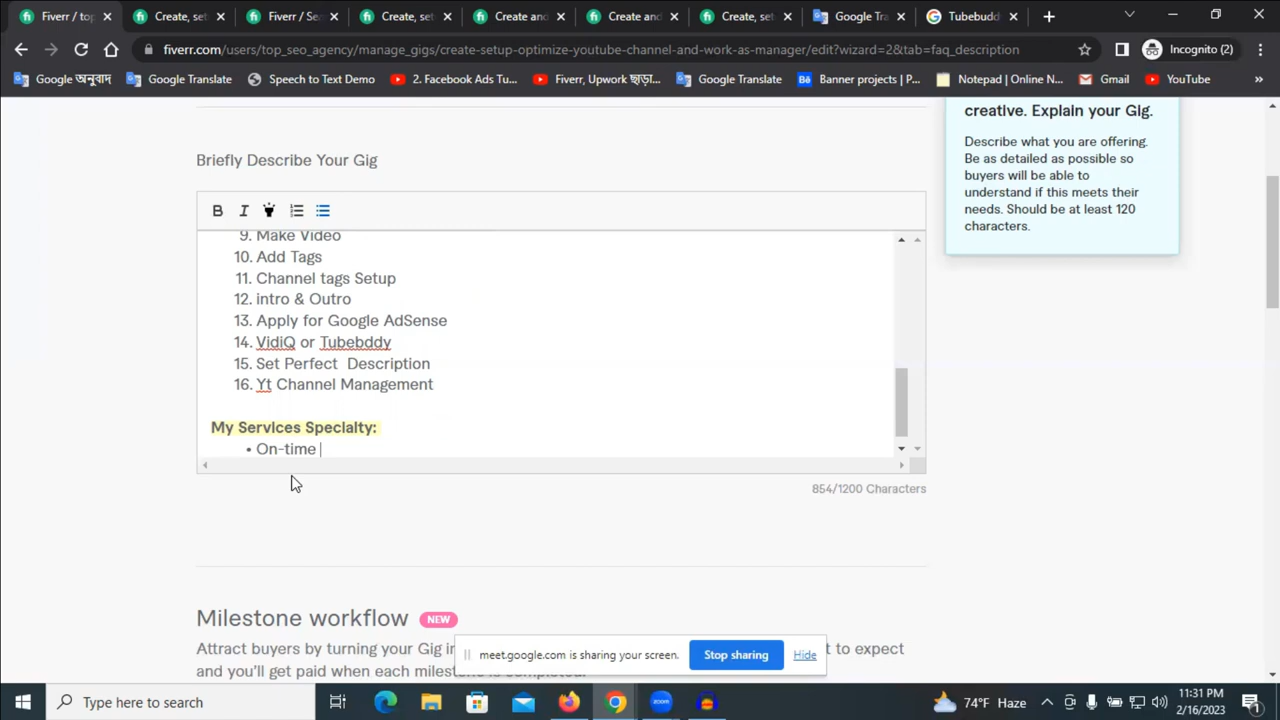 Fiverr / top
Create, set
Fiverr / Se
Create, set
Create and
Create and
Create, set
Google Tra
Tubebudd
fiverr.com/users/top_seo_agency/manage_gigs/create-setup-optimize-youtube-channel-and-work-as-manager/edit?wizard=2&tab=faq_description
Incognito (2)
Google অনুবাদ
Google Translate
Speech to Text Demo
2. Facebook Ads Tu...
Fiverr, Upwork ছাড়া...
Google Translate
Banner projects | P...
Notepad | Online N...
Gmail
YouTube
»
creative. Explain your Gig.
Describe what you are offering.
Be as detailed as possible so
buyers will be able to
understand if this meets their
needs. Should be at least 120
characters.
Briefly Describe Your Gig
B I
9. Make Video
10. Add Tags
11. Channel tags Setup
12. intro & Outro
13. Apply for Google AdSense
14. VidiQ or Tubebddy
15. Set Perfect  Description
16. Yt Channel Management
My Services Specialty:
• On-time
854/1200 Characters
Milestone workflow NEW
Attract buyers by turning your Gig in
t to expect
and you'll get paid when each milestone is completed.
meet.google.com is sharing your screen.
Stop sharing
Hide
Type here to search
zoom
74°F Haze
11:31 PM
2/16/2023
1